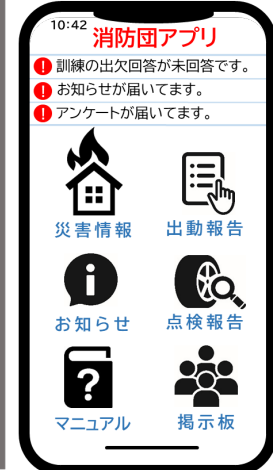 10:42
消防団アプリ
! 訓練の出欠回答が未回答です。
! お知らせが届いてます。
! アンケートが届いてます。
災害情報 出動報告
i
お知らせ 点検報告
?
マニュアル 掲示板